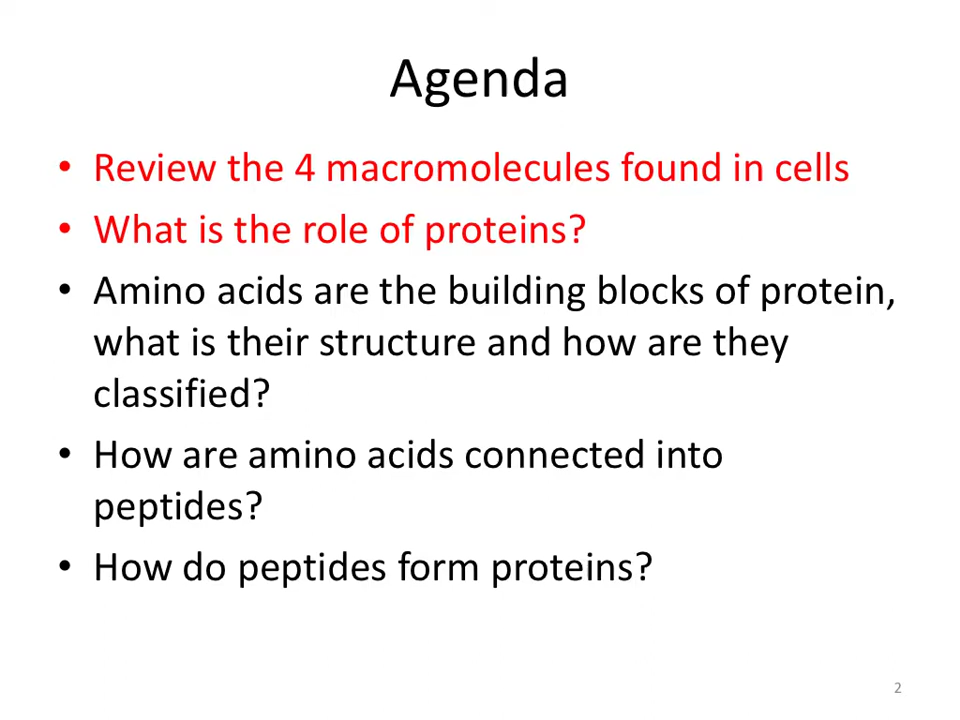 Agenda
• Review the 4 macromolecules found in cells
• What is the role of proteins?
• Amino acids are the building blocks of protein,
what is their structure and how are they
classified?
• How are amino acids connected into
peptides?
• How do peptides form proteins?
2